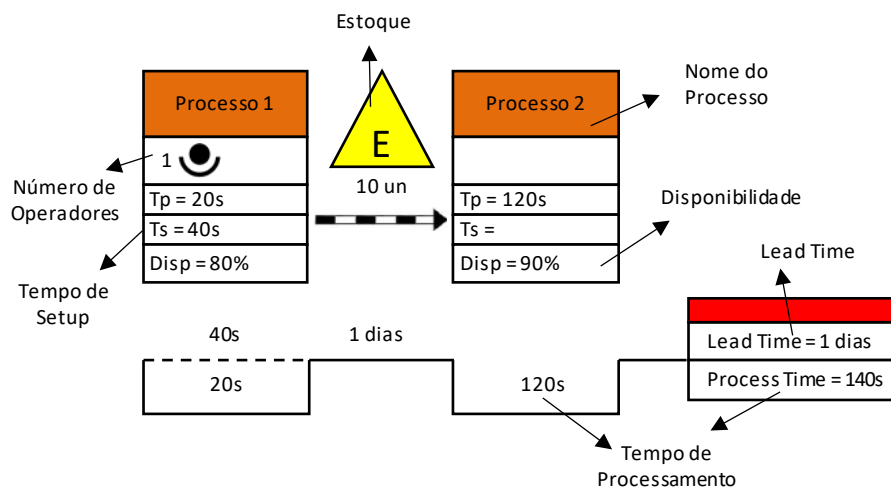 Estoque
Processo 1
E
10 un
Processo 2
Nome do
Processo
1
Número de
Operadores
Tp = 20s
Ts = 40s
Disp = 80%
Tp = 120s
Ts =
Disp = 90%
Disponibilidade
Tempo de
Setup
Lead Time
40s
1 dias
20s
120s
Lead Time = 1 dias
Process Time = 140s
Tempo de
Processamento